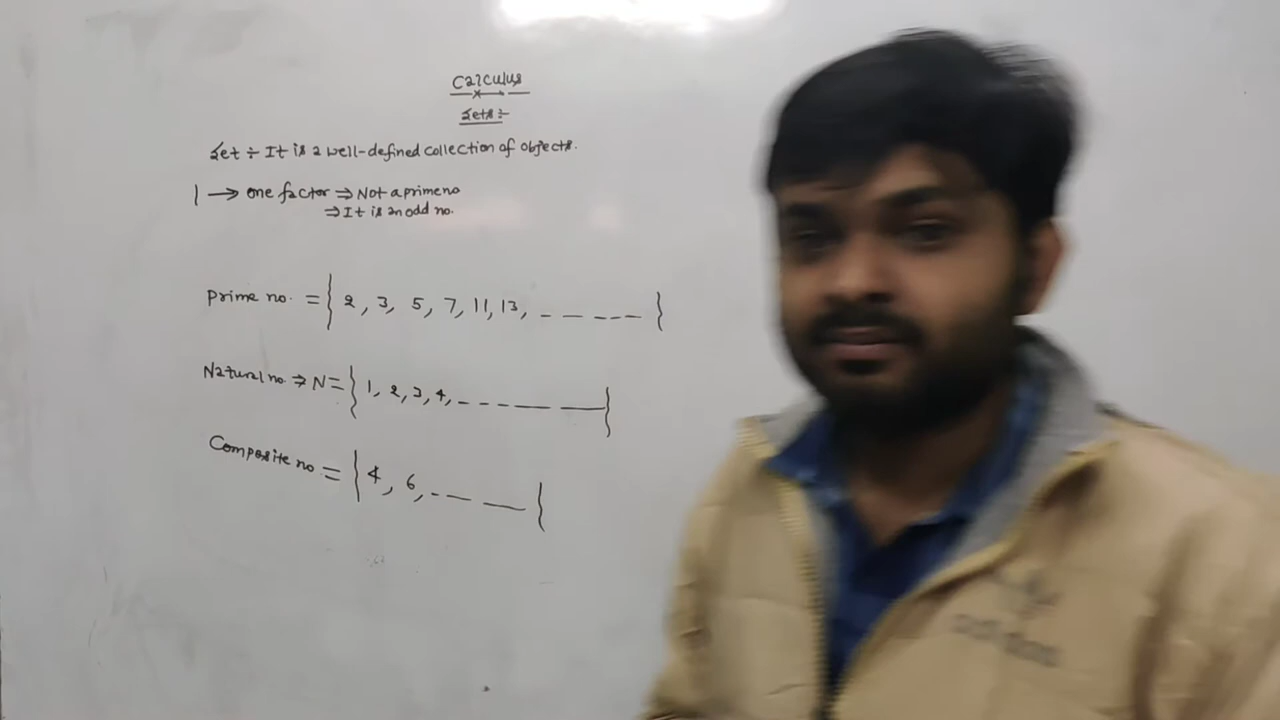 Calculus
Sets ÷
Set ÷ It is a well-defined collection of objects.
1 → one factor ⇒ Not a prime no
⇒ It is an odd no.
Prime no. = { 2, 3, 5, 7, 11, 13, _ _ _ _ _ }
Natural no ⇒ N = { 1, 2, 3, 4, _ _ _ _ _ }
Composite no = { 4, 6, _ _ _ }
adidas